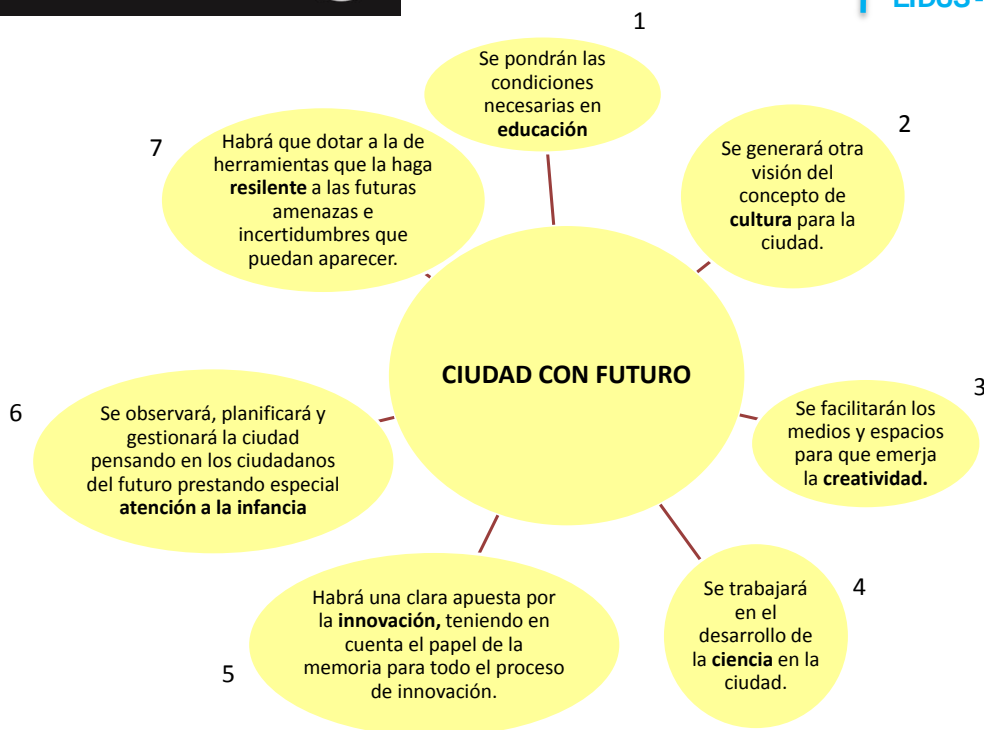 1
Se pondrán las
condiciones
necesarias en
educación
2
Se generará otra
visión del
concepto de
cultura para la
ciudad.
3
Se facilitarán los
medios y espacios
para que emerja
la creatividad.
4
Se trabajará
en el
desarrollo de
la ciencia en la
ciudad.
5
Habrá una clara apuesta por
la innovación, teniendo en
cuenta el papel de la
memoria para todo el proceso
de innovación.
6
Se observará, planificará y
gestionará la ciudad
pensando en los ciudadanos
del futuro prestando especial
atención a la infancia
7
Habrá que dotar a la de
herramientas que la haga
resilente a las futuras
amenazas e
incertidumbres que
puedan aparecer.
CIUDAD CON FUTURO